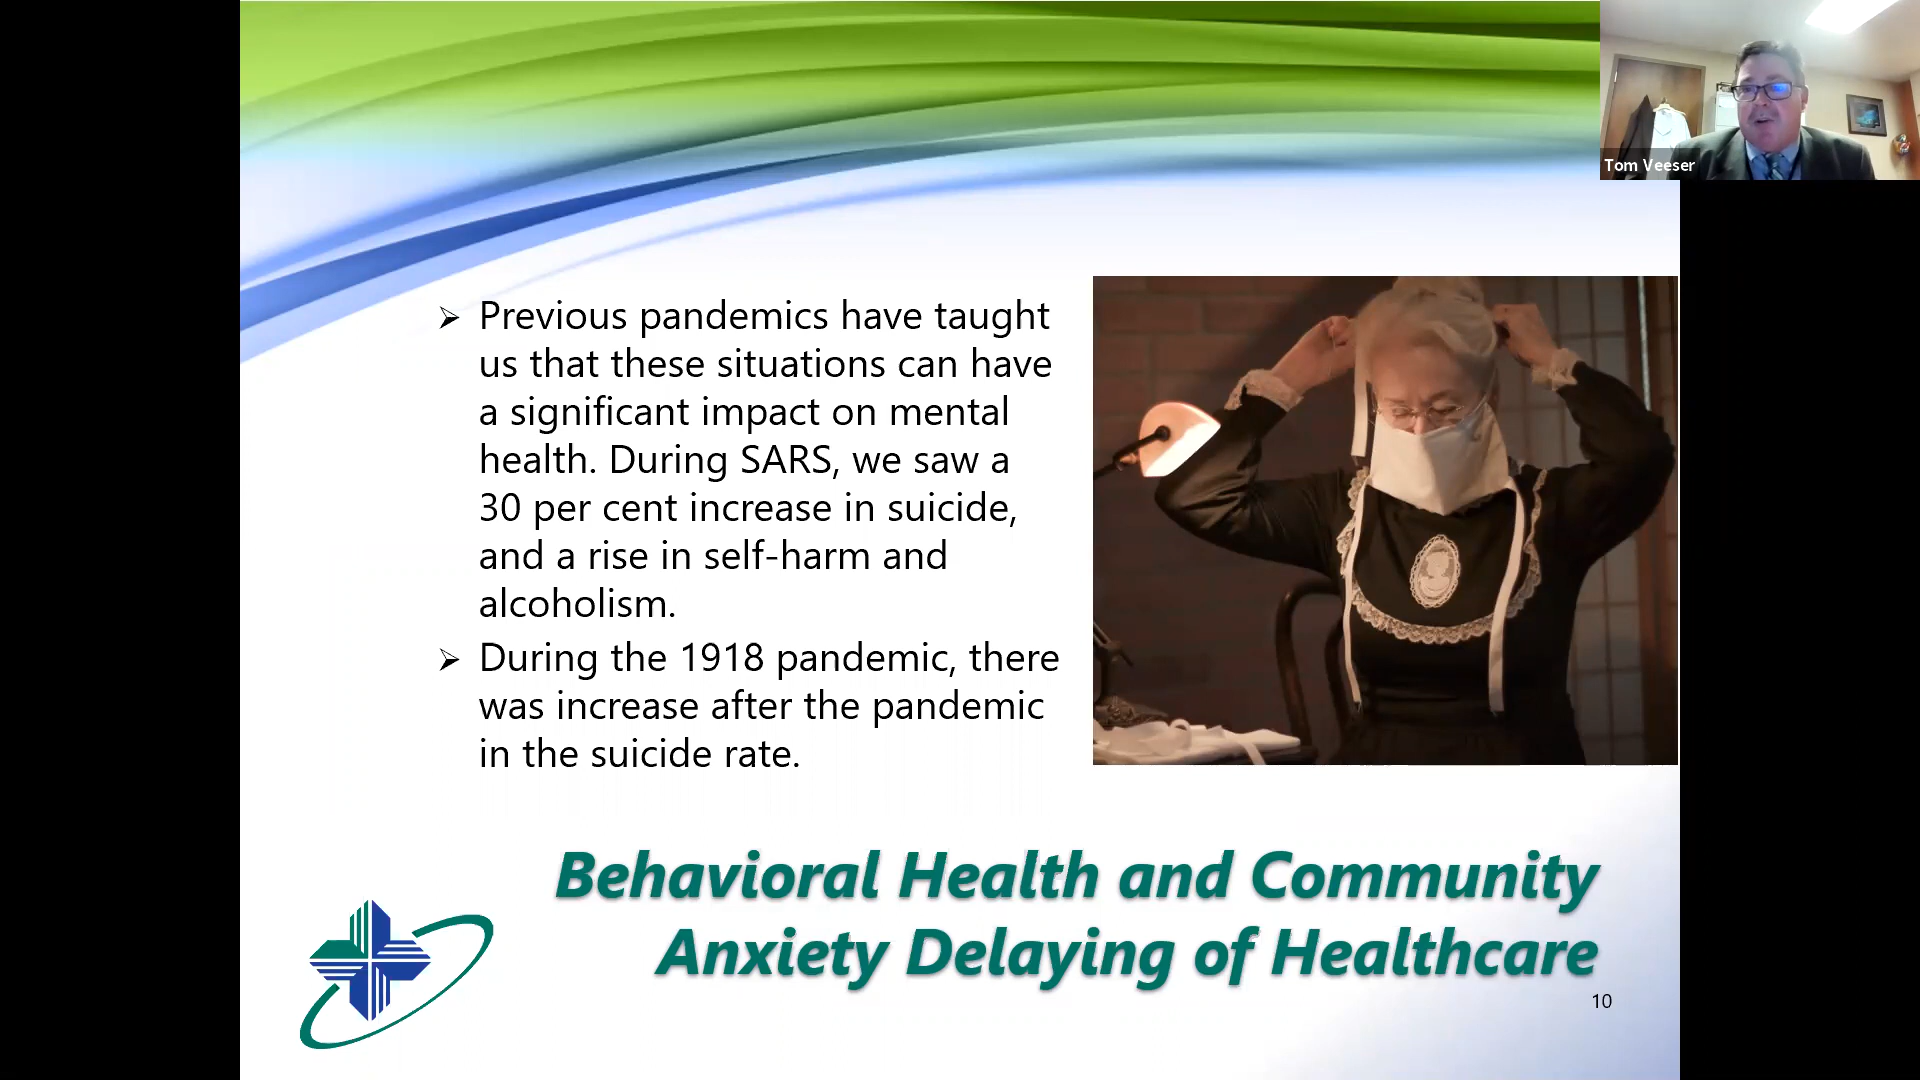 Tom Veeser
➢ Previous pandemics have taught
us that these situations can have
a significant impact on mental
health. During SARS, we saw a
30 per cent increase in suicide,
and a rise in self-harm and
alcoholism.
➢ During the 1918 pandemic, there
was increase after the pandemic
in the suicide rate.
Behavioral Health and Community
Anxiety Delaying of Healthcare
10